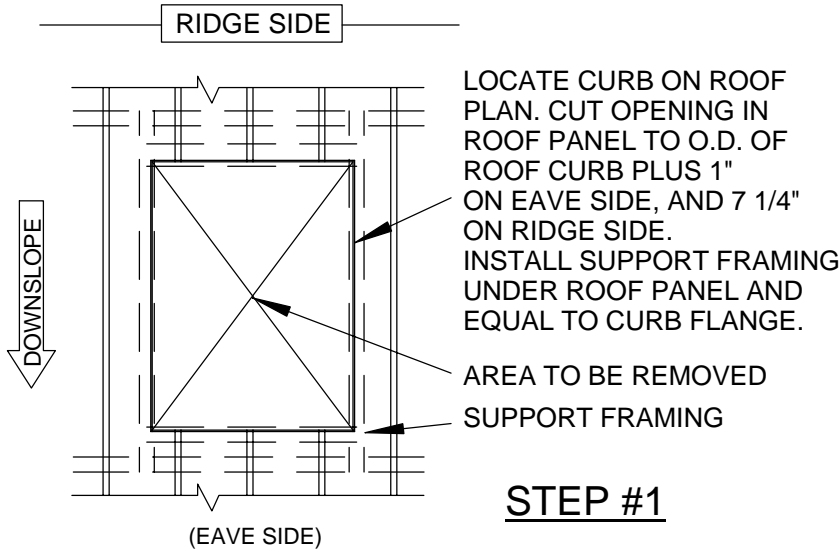 RIDGE SIDE
LOCATE CURB ON ROOF
PLAN. CUT OPENING IN
ROOF PANEL TO O.D. OF
ROOF CURB PLUS 1"
ON EAVE SIDE, AND 7 1/4"
ON RIDGE SIDE.
INSTALL SUPPORT FRAMING
UNDER ROOF PANEL AND
EQUAL TO CURB FLANGE.
DOWNSLOPE
AREA TO BE REMOVED
SUPPORT FRAMING
STEP #1
(EAVE SIDE)